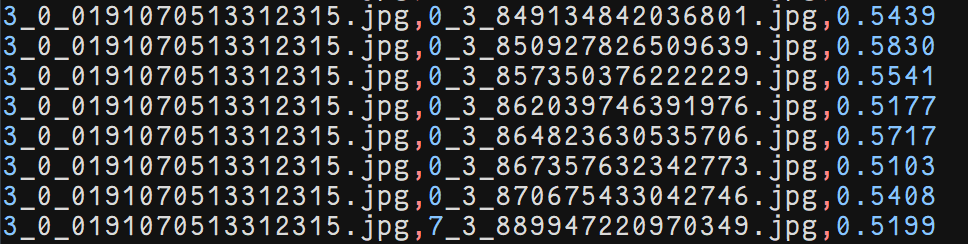 3_0_0191070513312315.jpg,0_3_849134842036801.jpg,0.5439
3_0_0191070513312315.jpg,0_3_850927826509639.jpg,0.5830
3_0_0191070513312315.jpg,0_3_857350376222229.jpg,0.5541
3_0_0191070513312315.jpg,0_3_862039746391976.jpg,0.5177
3_0_0191070513312315.jpg,0_3_864823630535706.jpg,0.5717
3_0_0191070513312315.jpg,0_3_867357632342773.jpg,0.5103
3_0_0191070513312315.jpg,0_3_870675433042746.jpg,0.5408
3_0_0191070513312315.jpg,7_3_889947220970349.jpg,0.5199